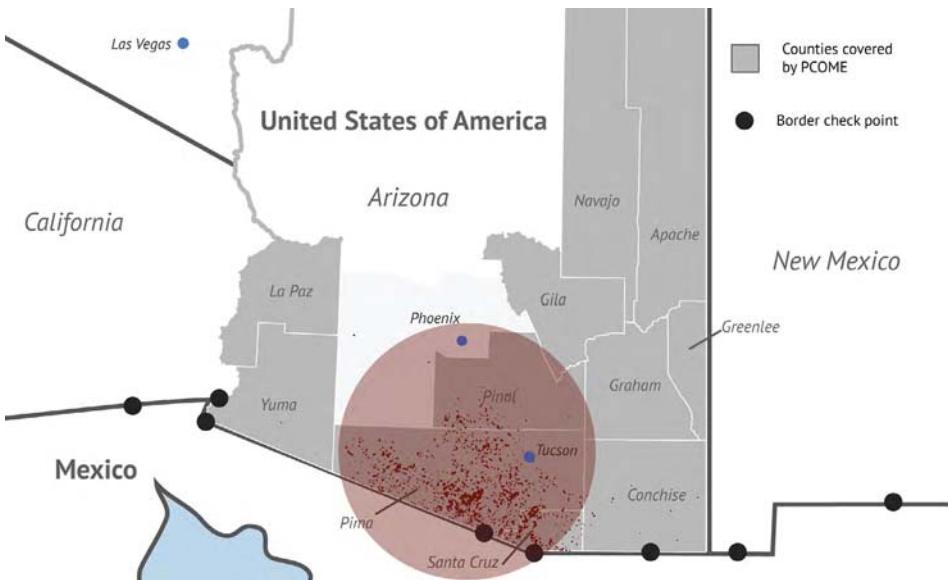 Las Vegas
Counties covered
by PCOME
United States of America
Border check point
Arizona
California
Navajo
Apache
New Mexico
La Paz
Gila
Phoenix
Greenlee
Pinal
Graham
Yuma
Tucson
Mexico
Conchise
Pima
Santa Cruz